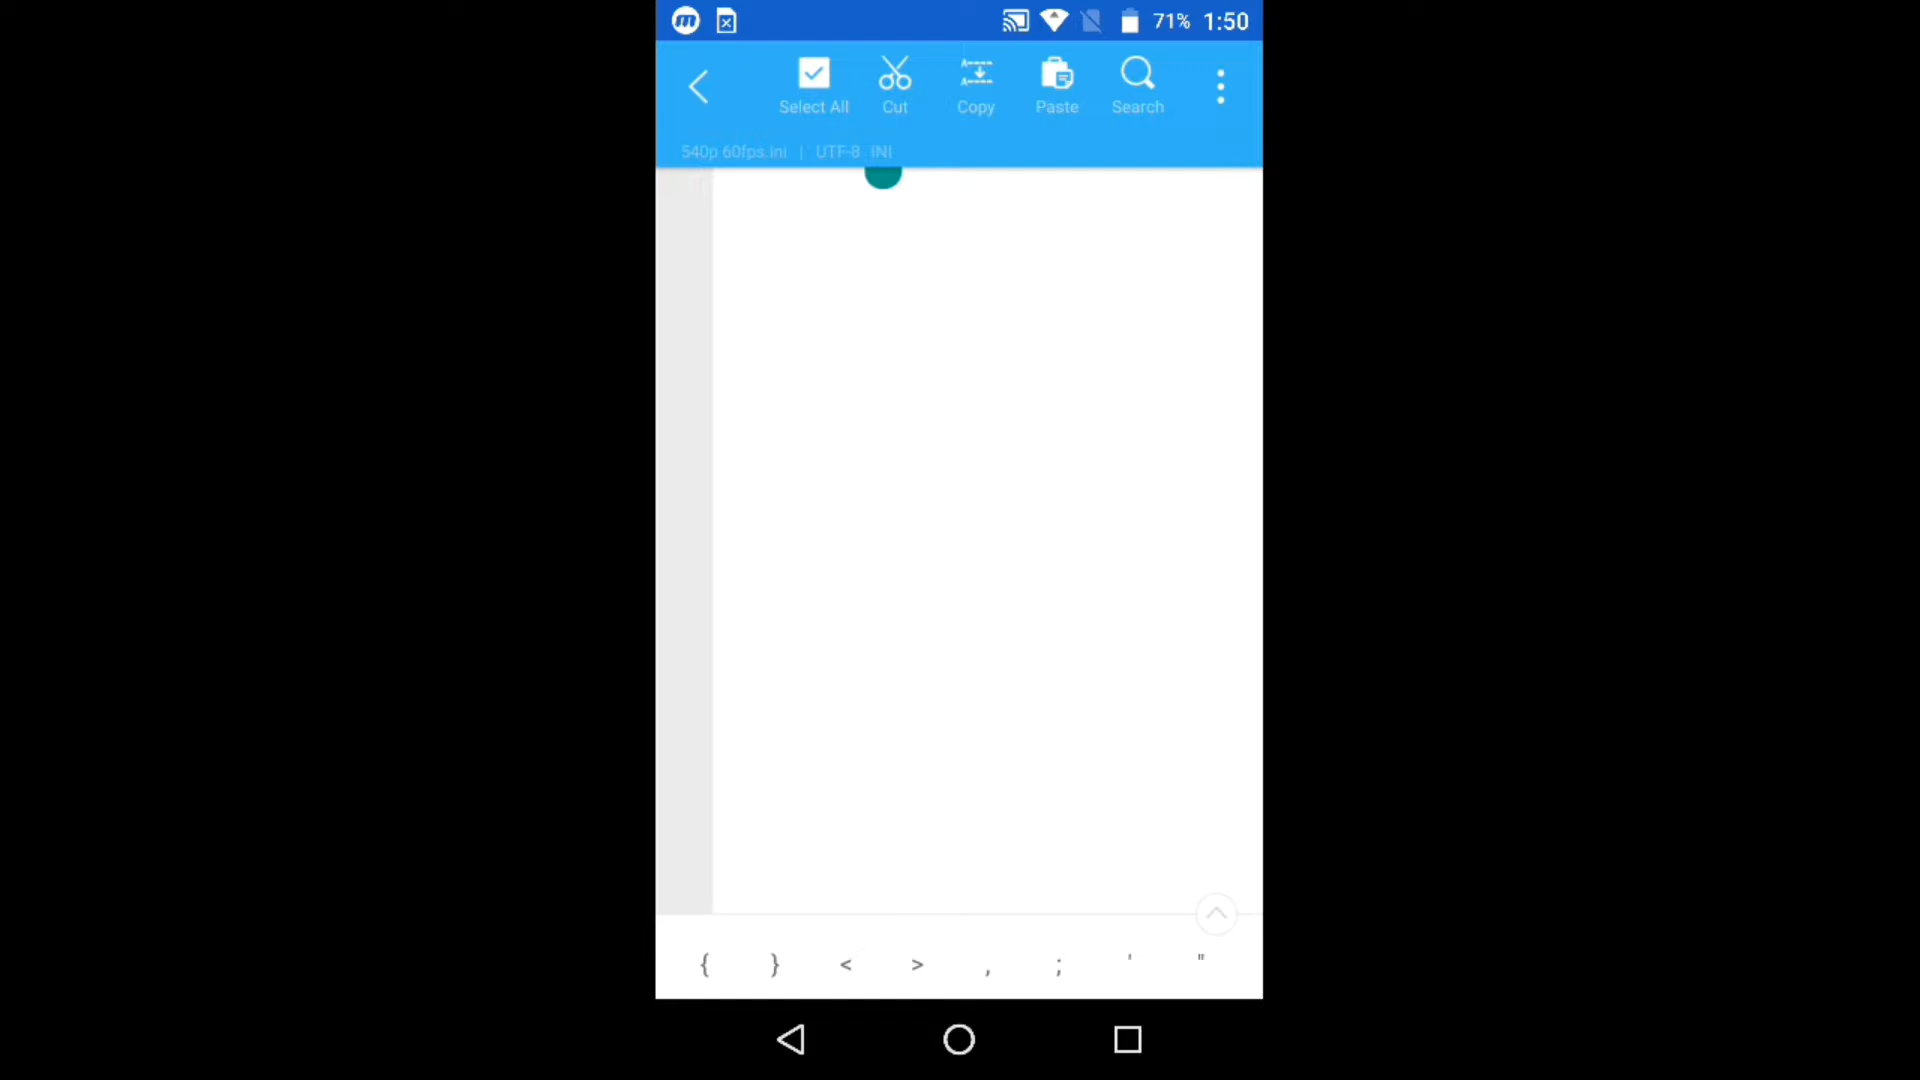 71% 1:50
Select All Cut Copy Paste Search
540p 60fps.ini | UTF-8 INI
{ } < > , ; ' "